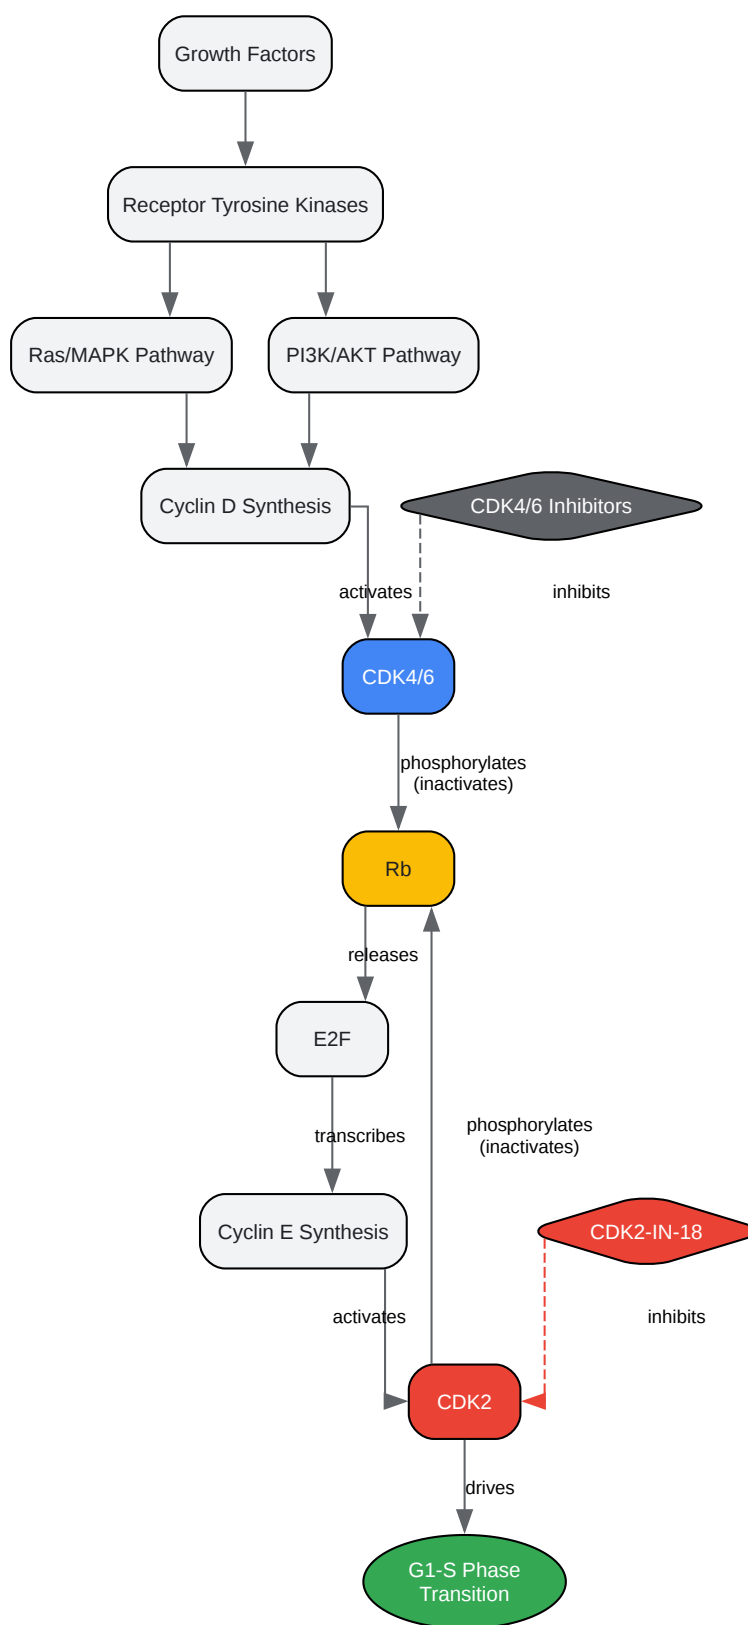 Growth Factors
Receptor Tyrosine Kinases
Ras/MAPK Pathway
PI3K/AKT Pathway
Cyclin D Synthesis
CDK4/6 Inhibitors
activates
inhibits
CDK4/6
phosphorylates
(inactivates)
Rb
releases
E2F
transcribes
phosphorylates
(inactivates)
Cyclin E Synthesis
CDK2-IN-18
activates
inhibits
CDK2
drives
G1-S Phase
Transition